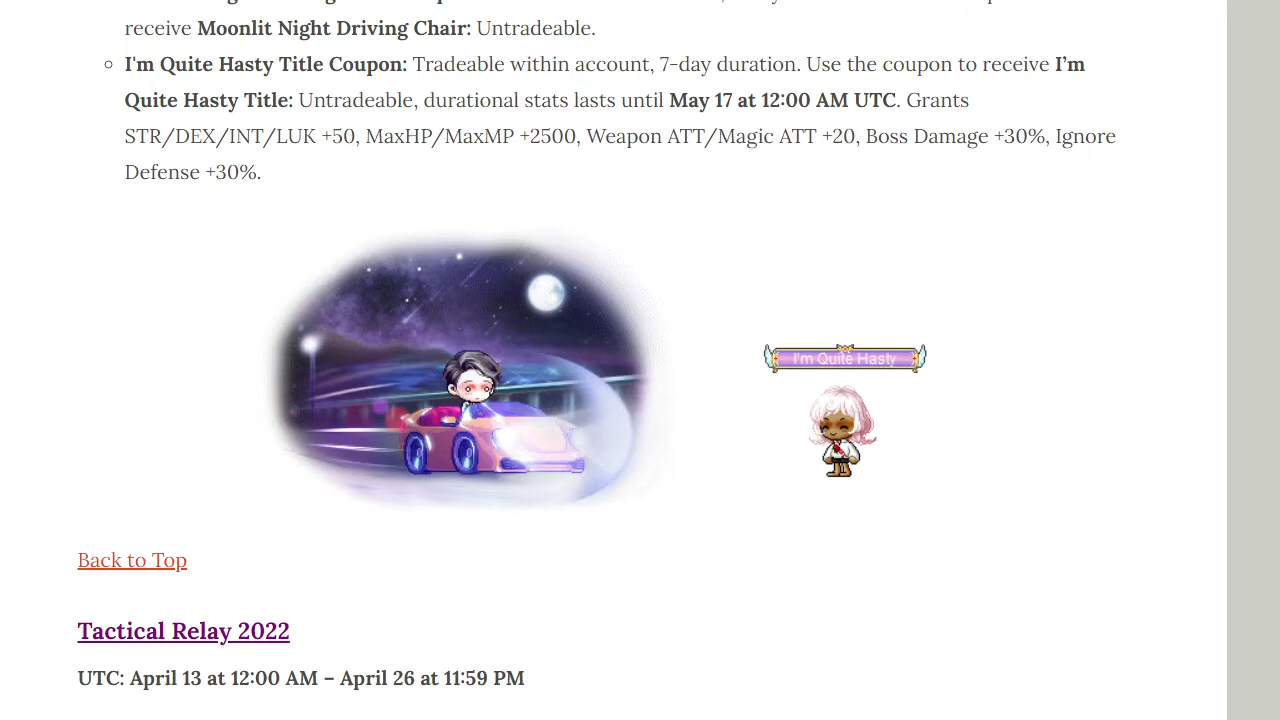 receive Moonlit Night Driving Chair: Untradeable.
I'm Quite Hasty Title Coupon: Tradeable within account, 7-day duration. Use the coupon to receive I’m
Quite Hasty Title: Untradeable, durational stats lasts until May 17 at 12:00 AM UTC. Grants
STR/DEX/INT/LUK +50, MaxHP/MaxMP +2500, Weapon ATT/Magic ATT +20, Boss Damage +30%, Ignore
Defense +30%.
I'm Quite Hasty
Back to Top
Tactical Relay 2022
UTC: April 13 at 12:00 AM – April 26 at 11:59 PM